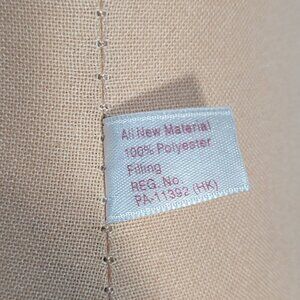 All New Material
100% Polyester
Filling
REG. No.
PA-11392 (HK)